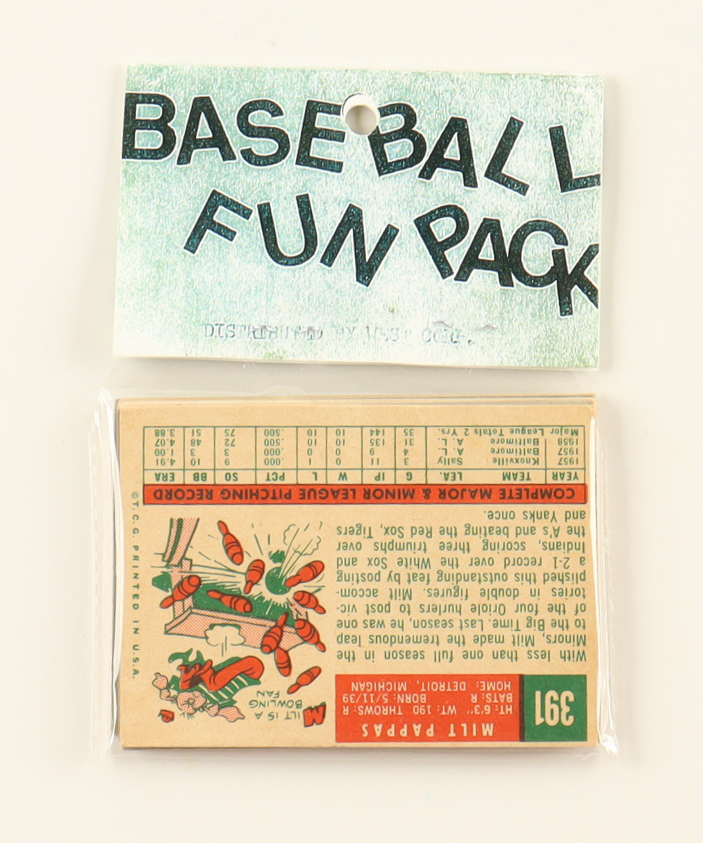 BASEBALL
FUN PACK
DISTRIBUTED BY
391
MILT PAPPAS
HT: 6'3" WT: 190 THROWS: R
BATS: R BORN: 5/11/39
HOME: DETROIT, MICHIGAN
With less than one full season in the
Minors, Milt made the tremendous leap
to the Big Time. Last season, he was one
of the four Oriole hurlers to post vic-
tories in double figures. Milt accom-
plished this outstanding feat by posting
a 2-1 record over the White Sox and
Indians, scoring three triumphs over
the A's and beating the Red Sox, Tigers,
and Yanks once.
MILT IS A
BOWLING
FAN
COMPLETE MAJOR & MINOR LEAGUE PITCHING RECORD
YEAR TEAM LEA. G IP W L PCT SO BB ERA
1957 Knoxville Sally 3 11 0 1 .000 9 10 4.91
1957 Baltimore A. L. 4 9 0 0 .000 3 3 1.00
1958 Baltimore A. L. 31 135 10 10 .500 72 48 4.07
Major League Totals 2 Yrs. 35 144 10 10 .500 75 51 3.88
© T. C. G. PRINTED IN U.S.A.